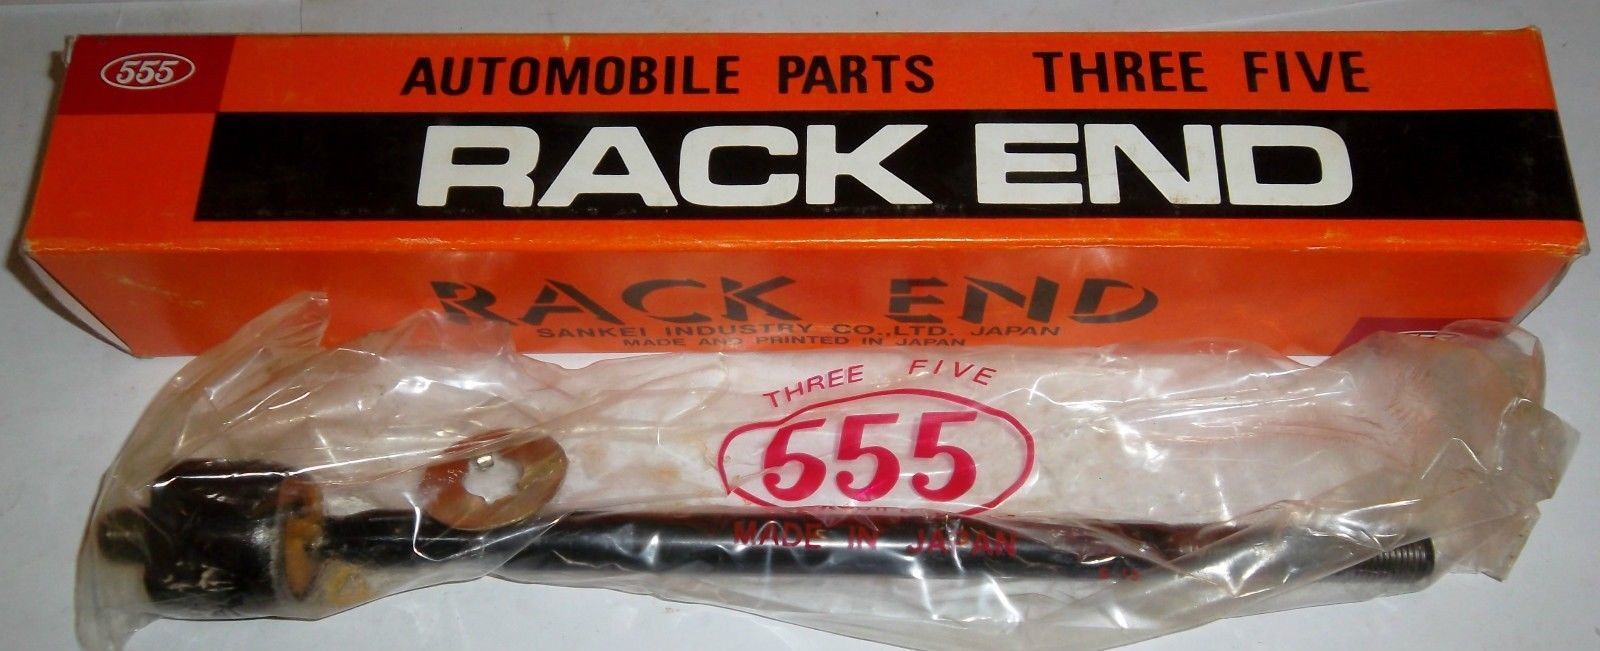 555
AUTOMOBILE PARTS THREE FIVE
RACK END
RACK END
SANKEI INDUSTRY CO.,LTD. JAPAN
MADE AND PRINTED IN JAPAN
THREE FIVE
555
MADE IN JAPAN